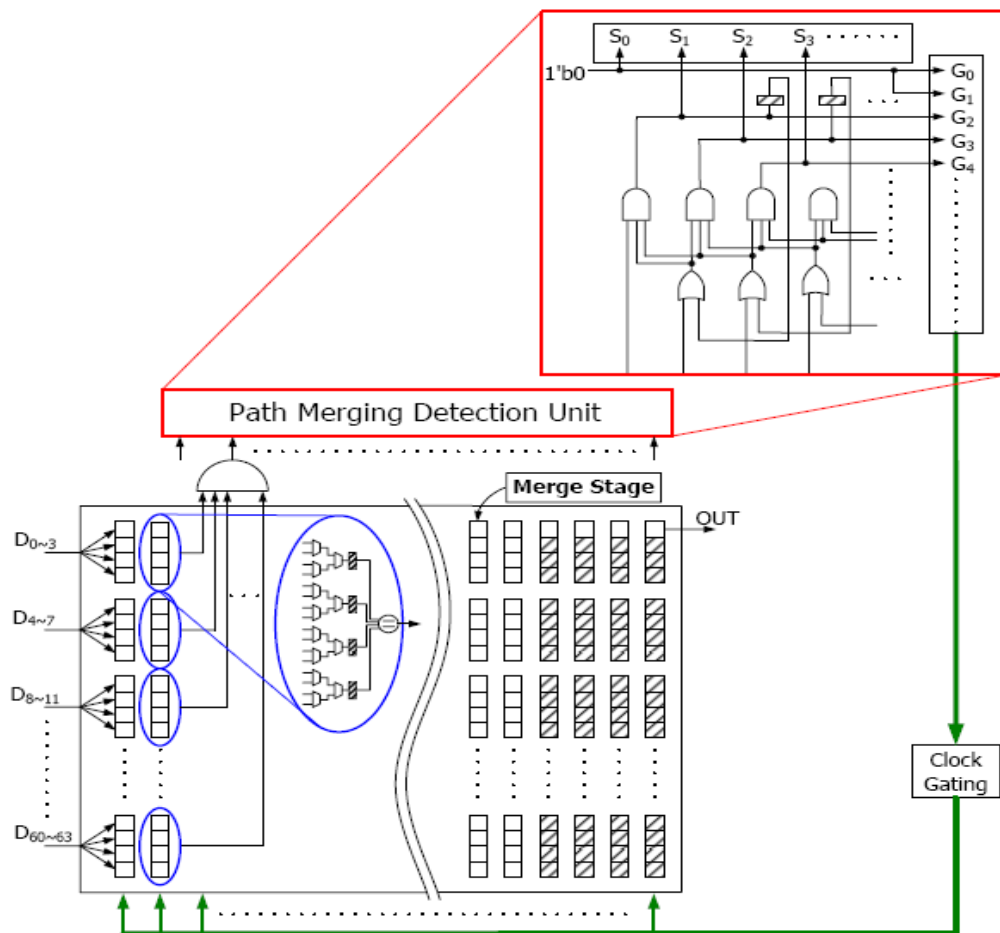 S₀ S₁ S₂ S₃
1'b0
G₀
G₁
G₂
G₃
G₄
Path Merging Detection Unit
Merge Stage
OUT
D₀~₃
D₄~₇
D₈~₁₁
D₆₀~₆₃
Clock
Gating